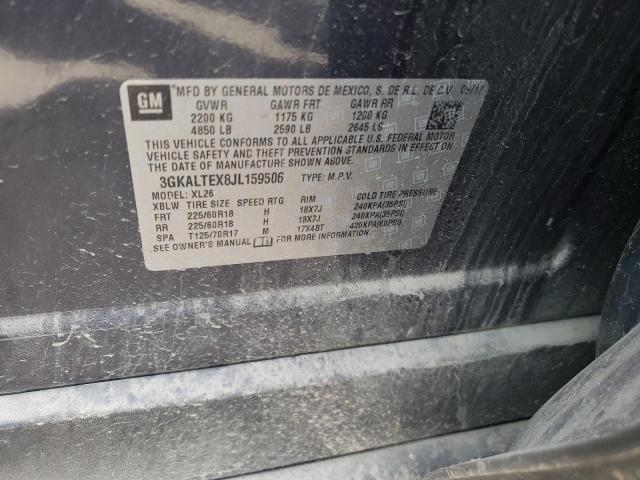 GM
MFD BY GENERAL MOTORS DE MEXICO, S. DE R.L. DE C.V. 09/17
GVWR GAWR FRT GAWR RR
2200 KG 1175 KG 1200 KG
4850 LB 2590 LB 2645 LB
THIS VEHICLE CONFORMS TO ALL APPLICABLE U.S. FEDERAL MOTOR
VEHICLE SAFETY AND THEFT PREVENTION STANDARDS IN EFFECT ON
THE DATE OF MANUFACTURE SHOWN ABOVE.
3GKALTEX8JL159506 TYPE: M.P.V.
MODEL: XL26
XBLW TIRE SIZE SPEED RTG RIM COLD TIRE PRESSURE
FRT 225/60R18 H 18X7J 240KPA(35PSI)
RR 225/60R18 H 18X7J 240KPA(35PSI)
SPA T125/70R17 M 17X4BT 420KPA(60PSI)
SEE OWNER'S MANUAL FOR MORE INFORMATION.